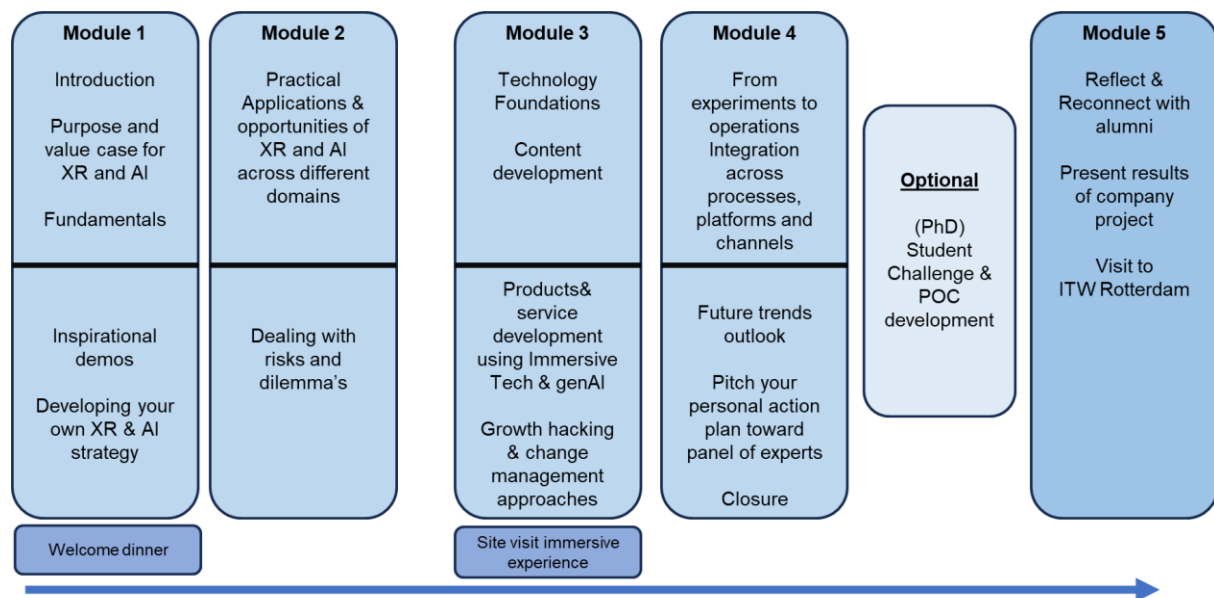 Module 1
Introduction
Purpose and
value case for
XR and AI
Fundamentals
Inspirational
demos
Developing your
own XR & AI
strategy
Welcome dinner
Module 2
Practical
Applications &
opportunities of
XR and AI
across different
domains
Dealing with
risks and
dilemma's
Module 3
Technology
Foundations
Content
development
Products&
service
development
using Immersive
Tech & genAI
Growth hacking
& change
management
approaches
Site visit immersive
experience
Module 4
From
experiments to
operations
Integration
across
processes,
platforms and
channels
Future trends
outlook
Pitch your
personal action
plan toward
panel of experts
Closure
Optional
(PhD)
Student
Challenge &
POC
development
Module 5
Reflect &
Reconnect with
alumni
Present results
of company
project
Visit to
ITW Rotterdam